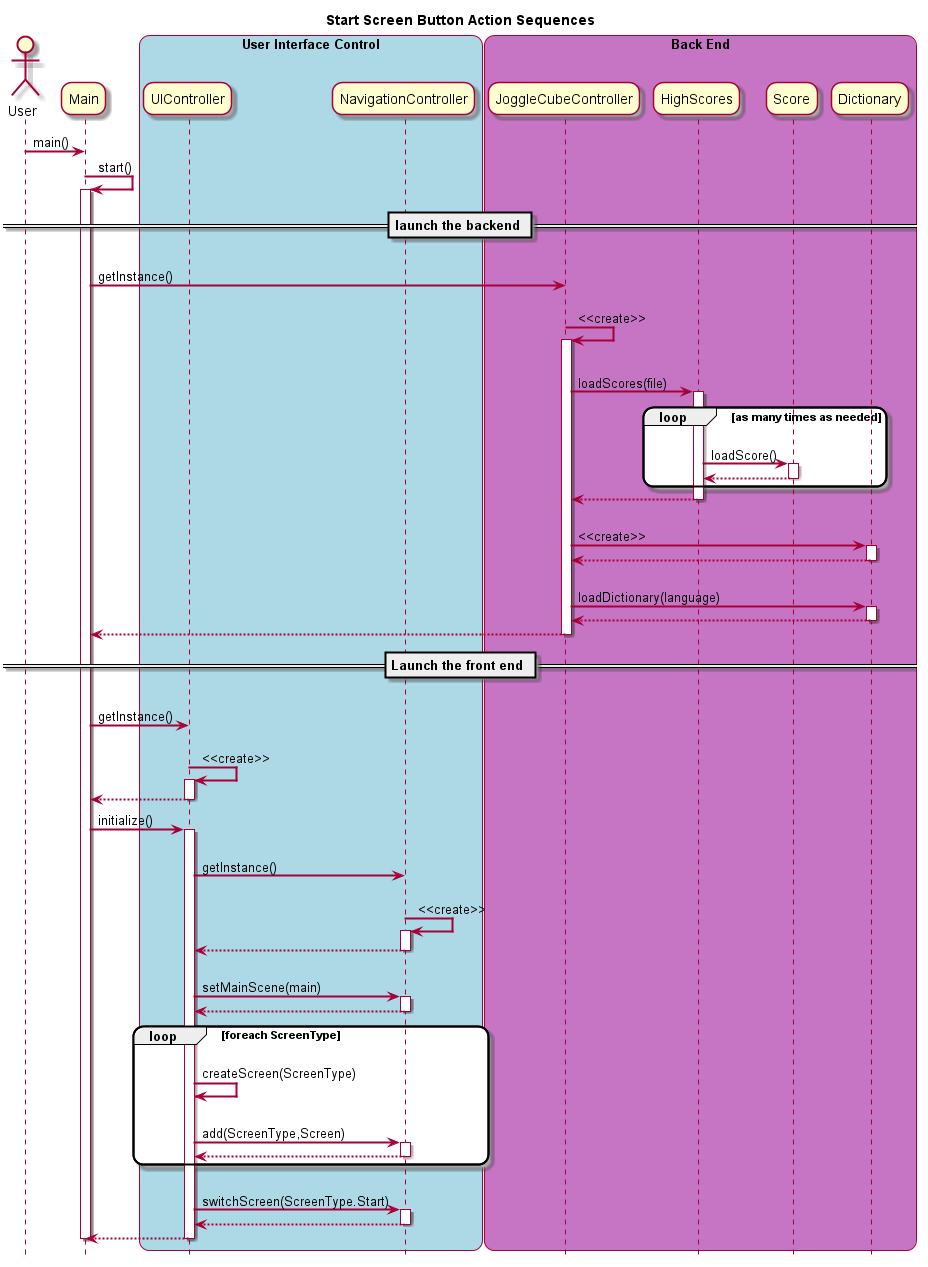 Start Screen Button Action Sequences
User Interface Control
Back End
User
Main
UIController
NavigationController
JoggleCubeController
HighScores
Score
Dictionary
main()
start()
launch the backend
getInstance()
<<create>>
loadScores(file)
loop
[as many times as needed]
loadScore()
<<create>>
loadDictionary(language)
Launch the front end
getInstance()
<<create>>
initialize()
getInstance()
<<create>>
setMainScene(main)
loop
[foreach ScreenType]
createScreen(ScreenType)
add(ScreenType,Screen)
switchScreen(ScreenType.Start)